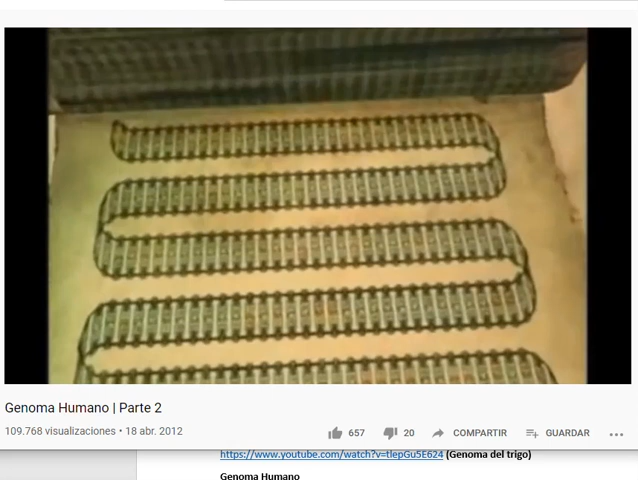 Genoma Humano | Parte 2
109.768 visualizaciones • 18 abr. 2012 657 20 COMPARTIR GUARDAR
https://www.youtube.com/watch?v=tlepGu5E624 (Genoma del trigo)
Genoma Humano